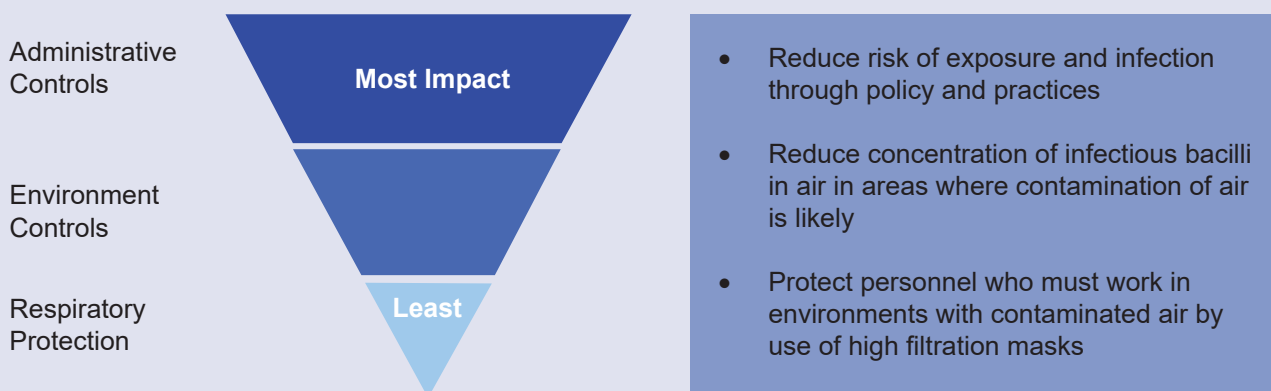 Administrative
Controls
Most Impact
• Reduce risk of exposure and infection
through policy and practices
Environment
Controls
• Reduce concentration of infectious bacilli
in air in areas where contamination of air
is likely
Respiratory
Protection
Least
• Protect personnel who must work in
environments with contaminated air by
use of high filtration masks